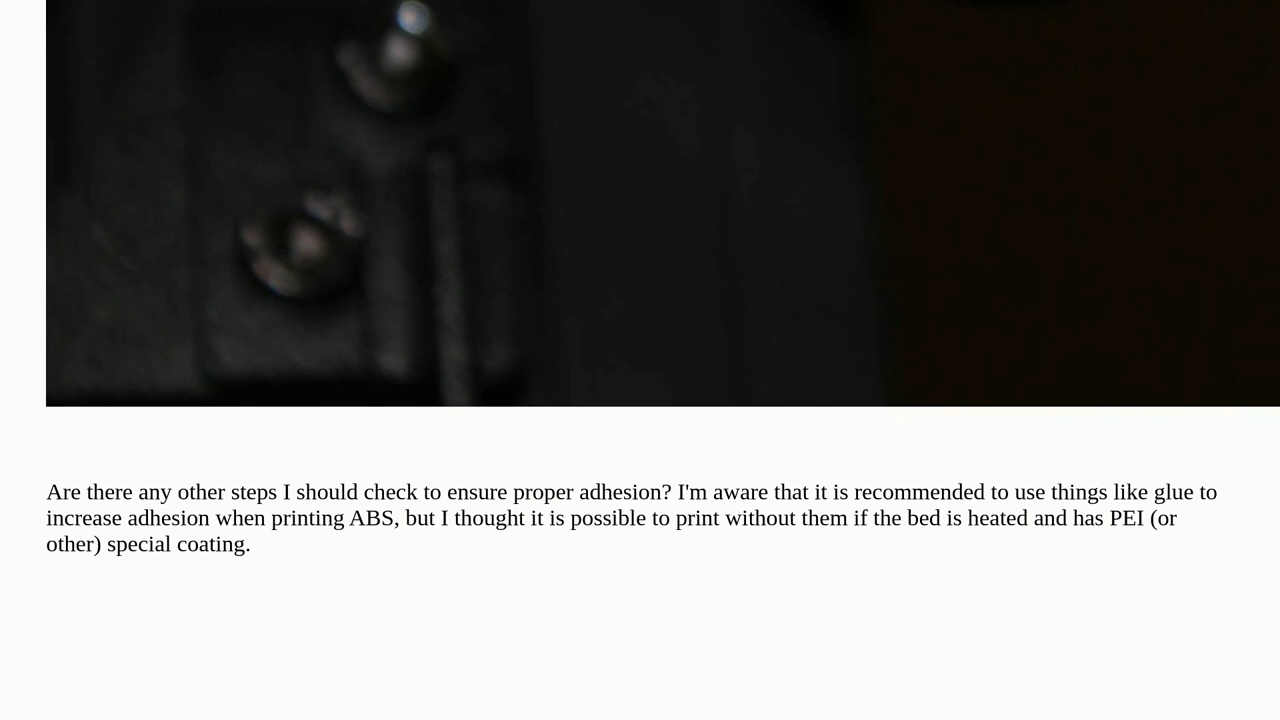 Are there any other steps I should check to ensure proper adhesion? I'm aware that it is recommended to use things like glue to
increase adhesion when printing ABS, but I thought it is possible to print without them if the bed is heated and has PEI (or
other) special coating.